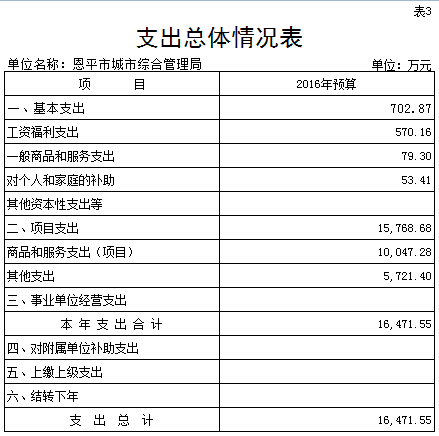 表3
支出总体情况表
单位名称：恩平市城市综合管理局 单位：万元
项 目 2016年预算
一、基本支出 702.87
工资福利支出 570.16
一般商品和服务支出 79.30
对个人和家庭的补助 53.41
其他资本性支出等
二、项目支出 15,768.68
商品和服务支出（项目） 10,047.28
其他支出 5,721.40
三、事业单位经营支出
本 年 支 出 合 计 16,471.55
四、对附属单位补助支出
五、上缴上级支出
六、结转下年
支 出 总 计 16,471.55